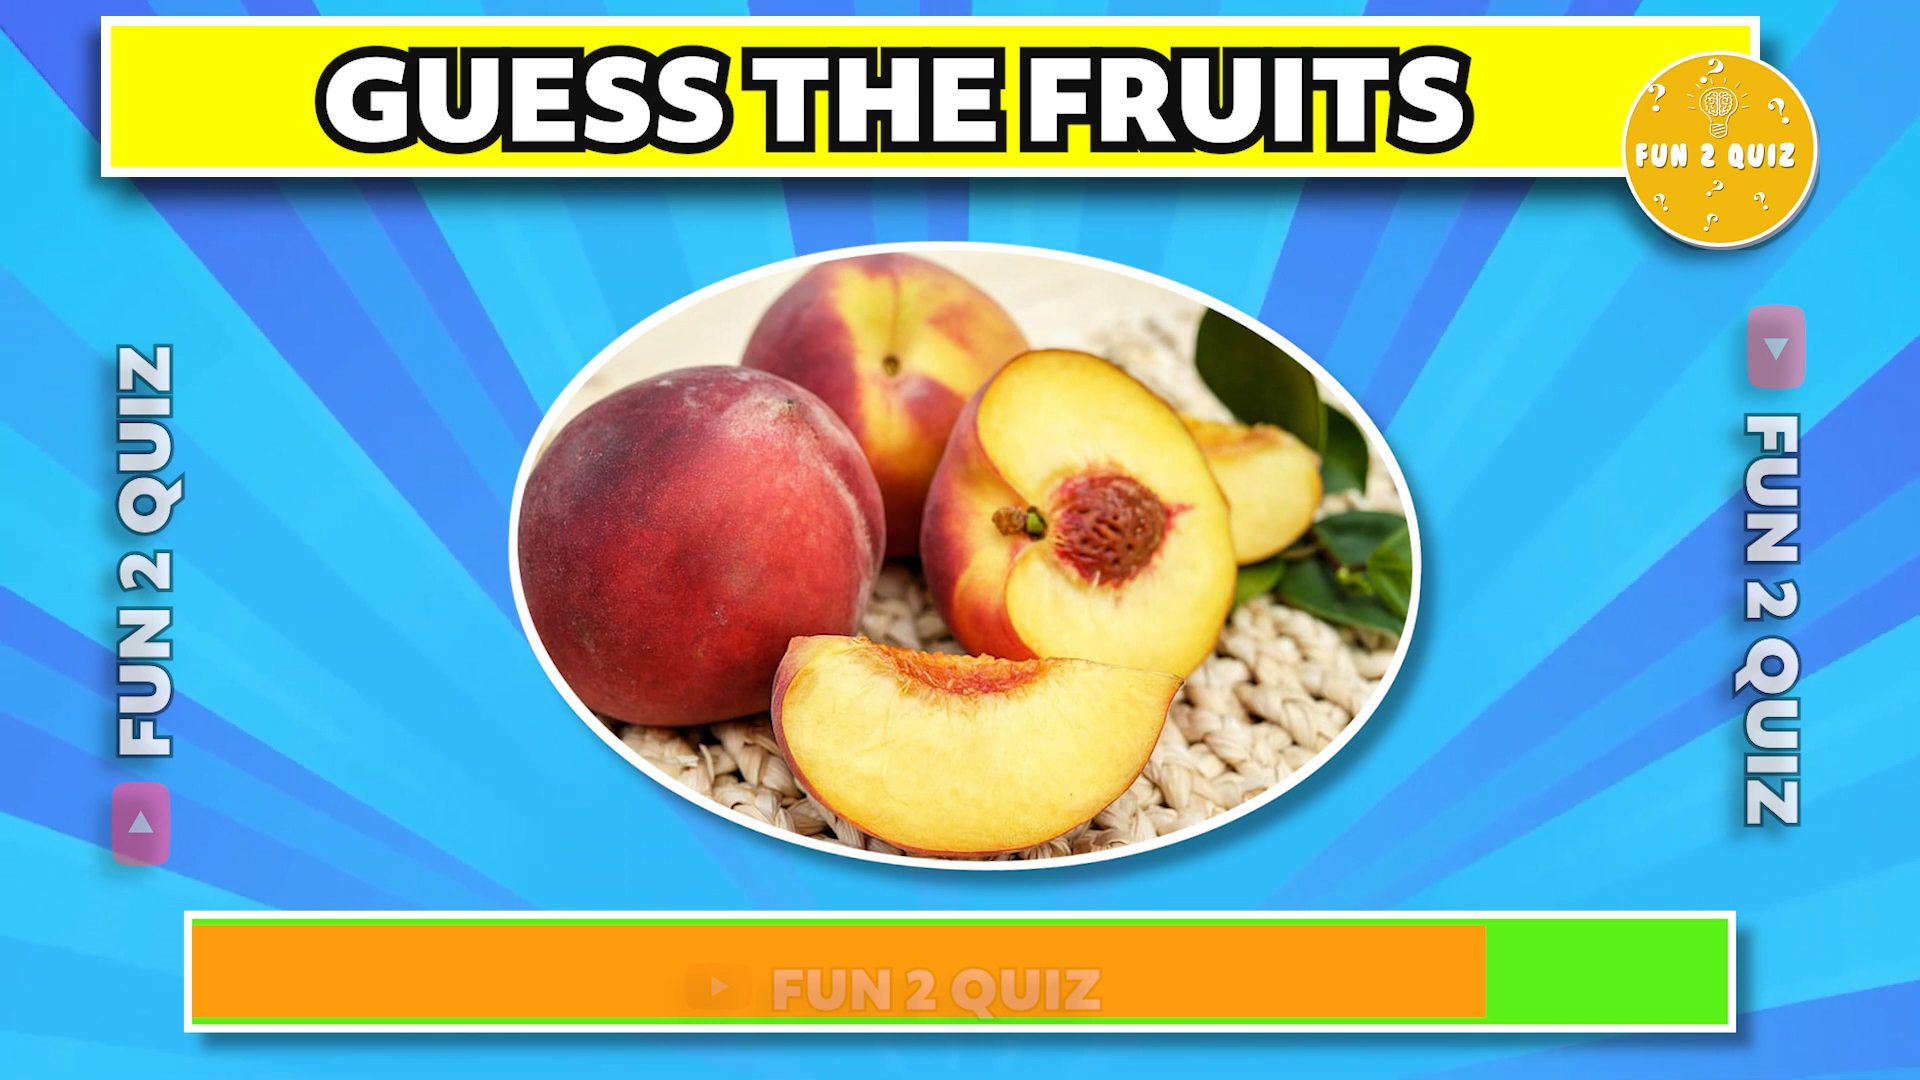 GUESS THE FRUITS
? ? ?
FUN 2 QUIZ
? ? ? ?
FUN 2 QUIZ
FUN 2 QUIZ
FUN 2 QUIZ